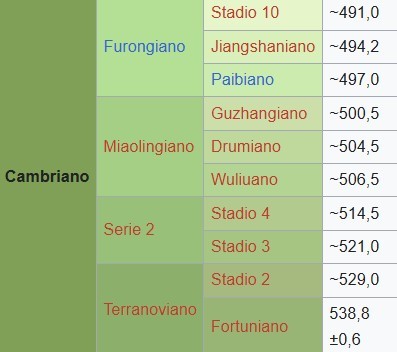 Cambriano
Furongiano
Stadio 10 ~491,0
Jiangshaniano ~494,2
Paibiano ~497,0
Miaolingiano
Guzhangiano ~500,5
Drumiano ~504,5
Wuliuano ~506,5
Serie 2
Stadio 4 ~514,5
Stadio 3 ~521,0
Terranoviano
Stadio 2 ~529,0
Fortuniano 538,8
±0,6